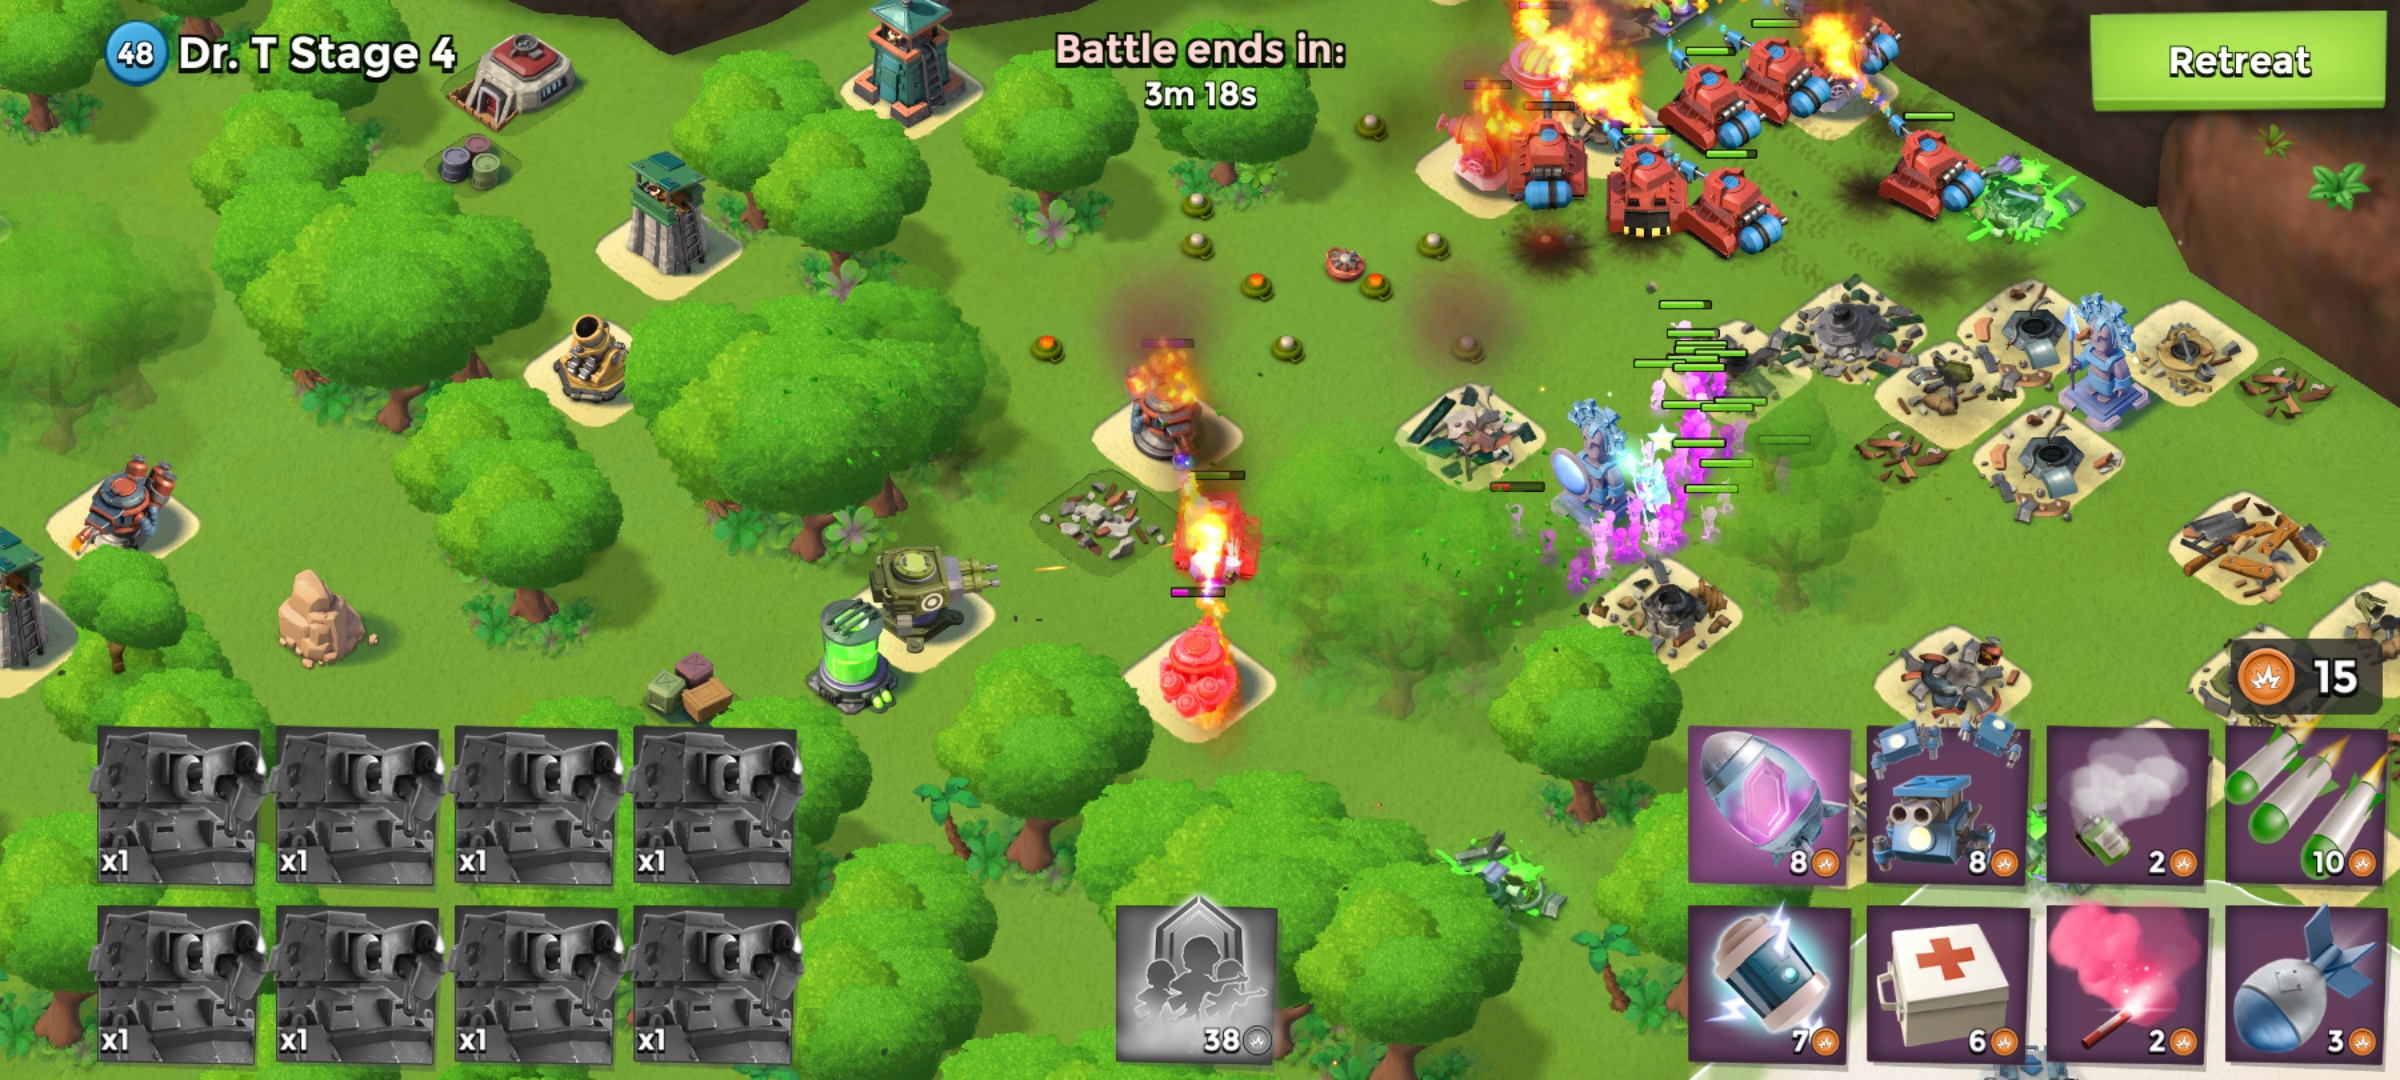 48 Dr. T Stage 4
Battle ends in:
3m 18s
Retreat
15
x1 x1 x1 x1
8 8 2 10
x1 x1 x1 x1
38
7 6 2 3